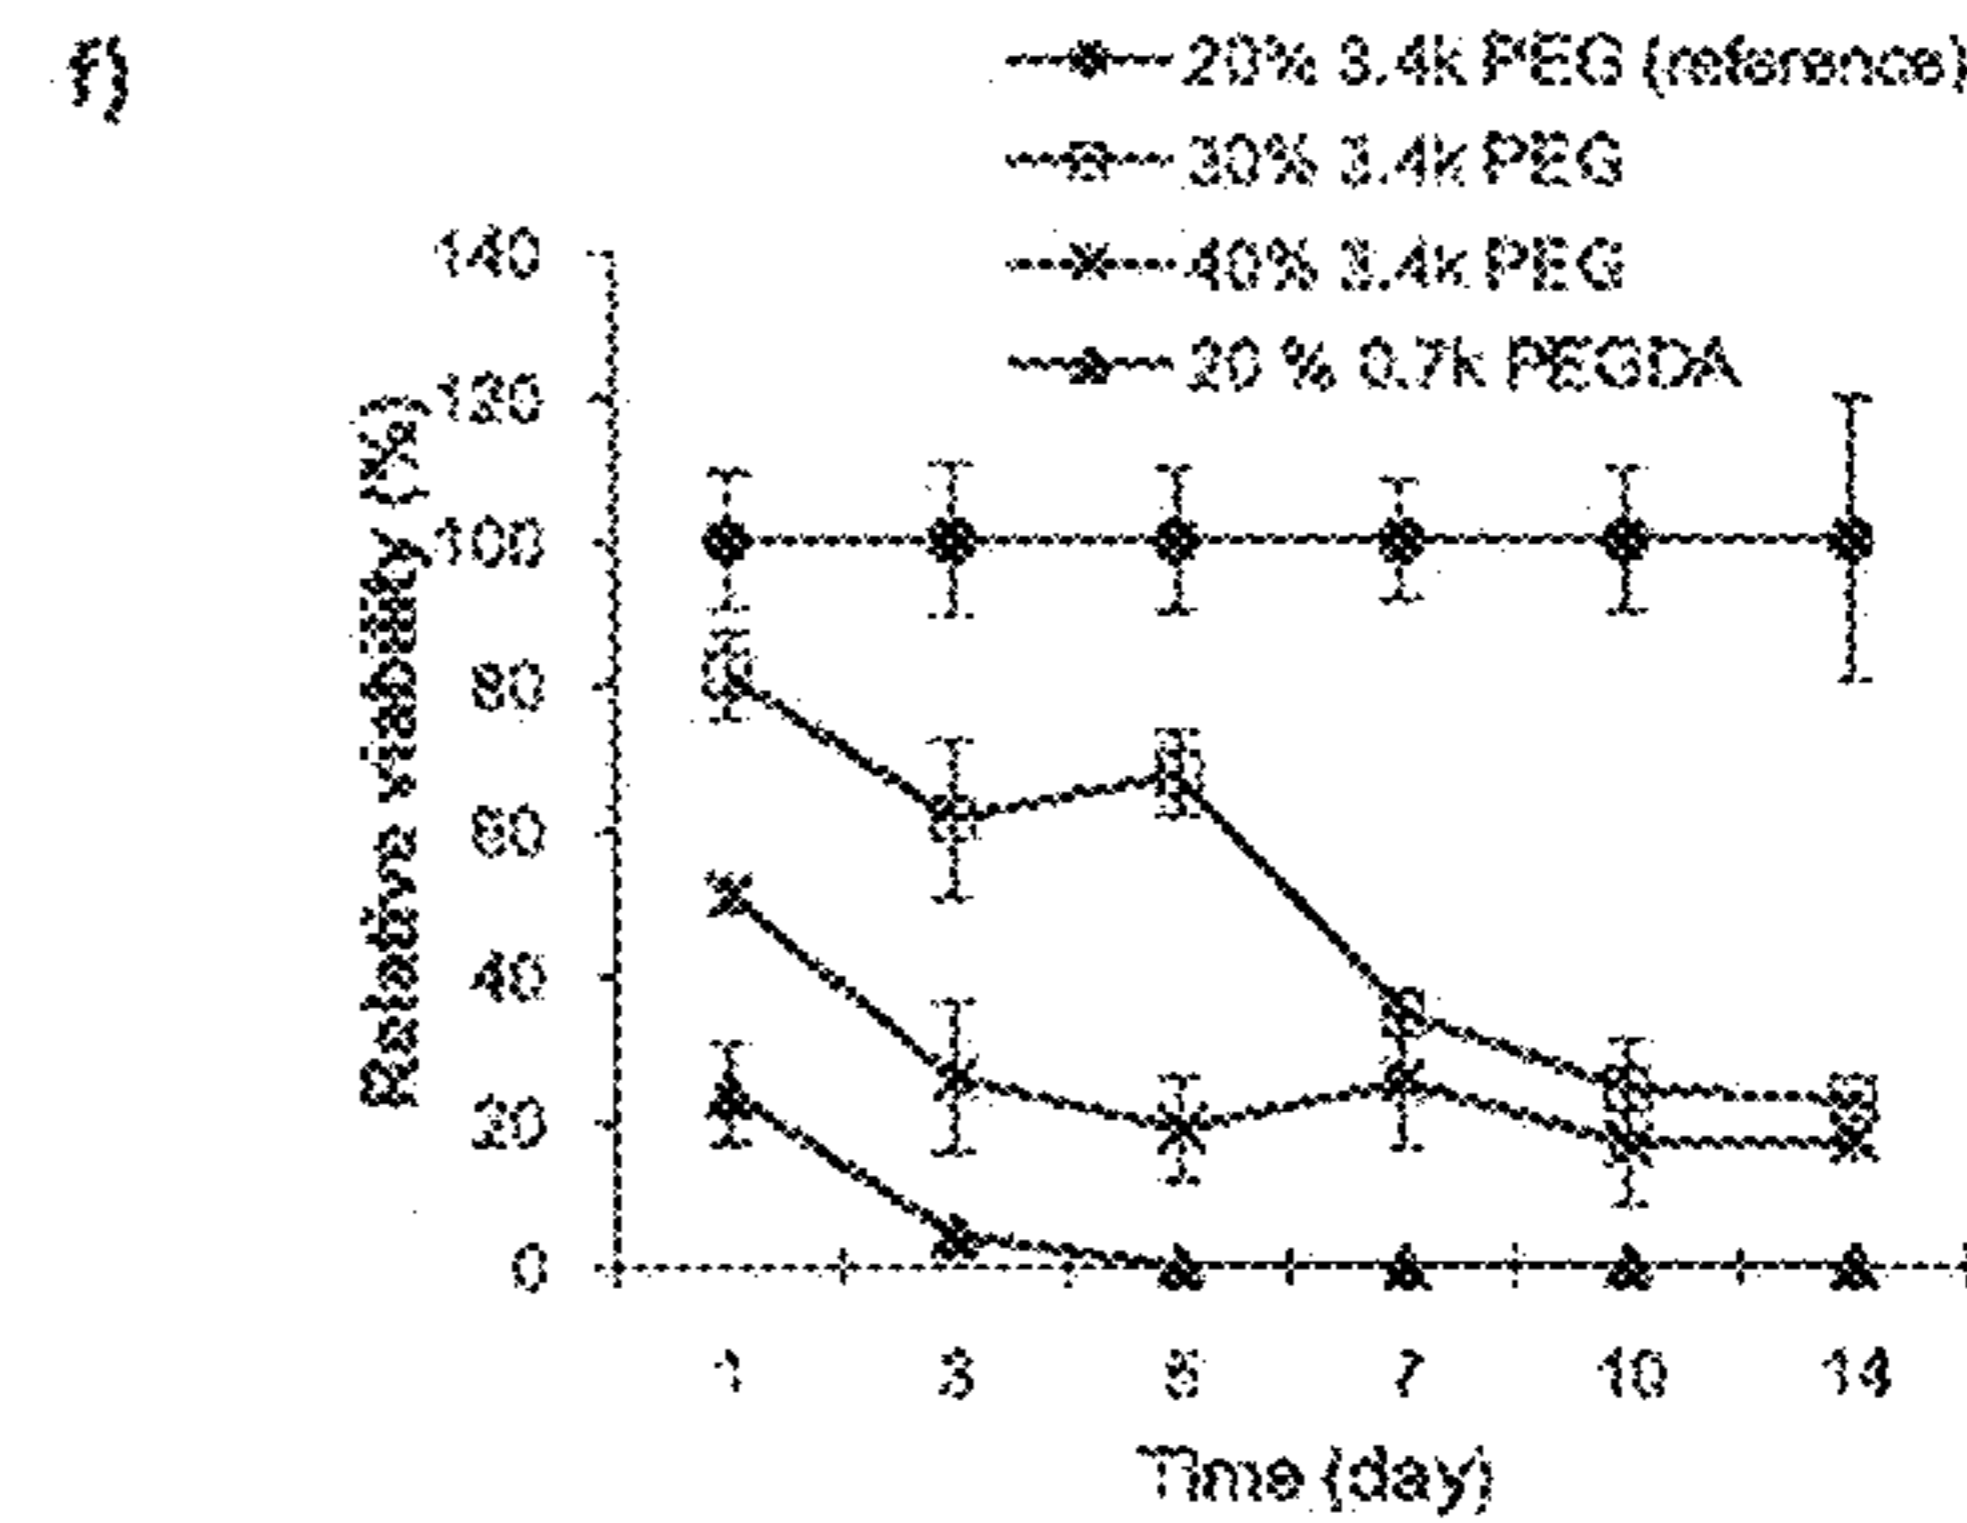 f)
20% 3.4k PEG (reference)
30% 3.4k PEG
40% 3.4k PEG
20 % 0.7k PEGDA
Relative viability (%)
140
120
100
80
60
40
20
0
1 3 5 7 10 14
Time (day)